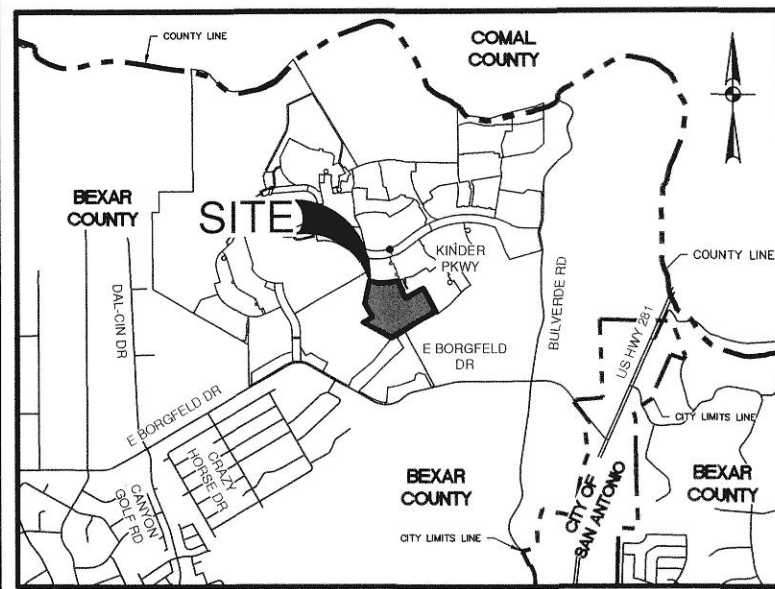 COUNTY LINE
COMAL
COUNTY
BEXAR
COUNTY
SITE
KINDER
PKWY
COUNTY LINE
DAL-CIN DR
BULVERDE RD
US HWY 281
E BORGFELD
DR
E BORGFELD DR
CITY LIMITS LINE
CRAZY
HORSE DR
CANYON
GOLF RD
BEXAR
COUNTY
CITY OF
SAN ANTONIO
BEXAR
COUNTY
CITY LIMITS LINE